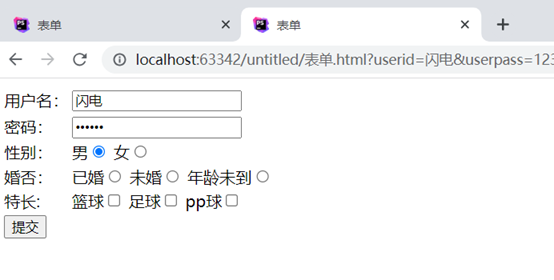 表单
表单
localhost:63342/untitled/表单.html?userid=闪电&userpass=123
用户名： 闪电
密码： ••••••
性别： 男 女
婚否： 已婚 未婚 年龄未到
特长: 篮球 足球 pp球
提交